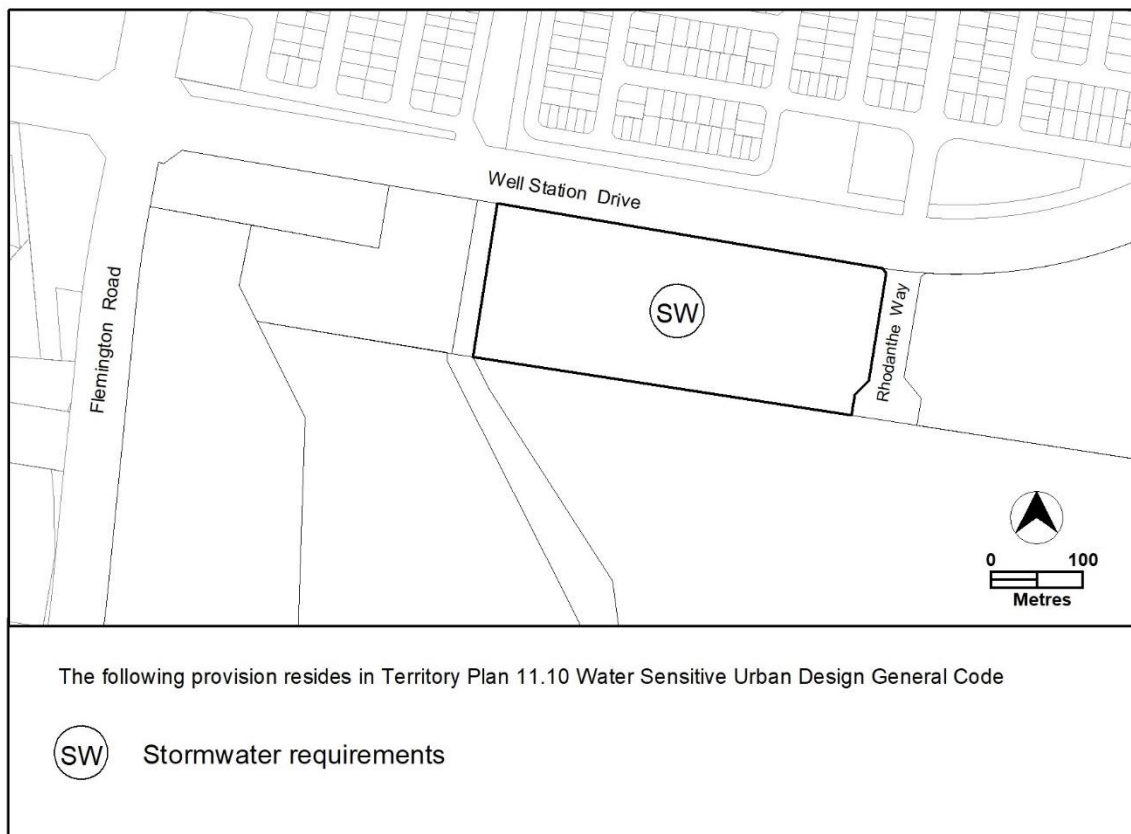 Well Station Drive
SW
Rhodanthe Way
Flemington Road
0 100
Metres
The following provision resides in Territory Plan 11.10 Water Sensitive Urban Design General Code
SW Stormwater requirements